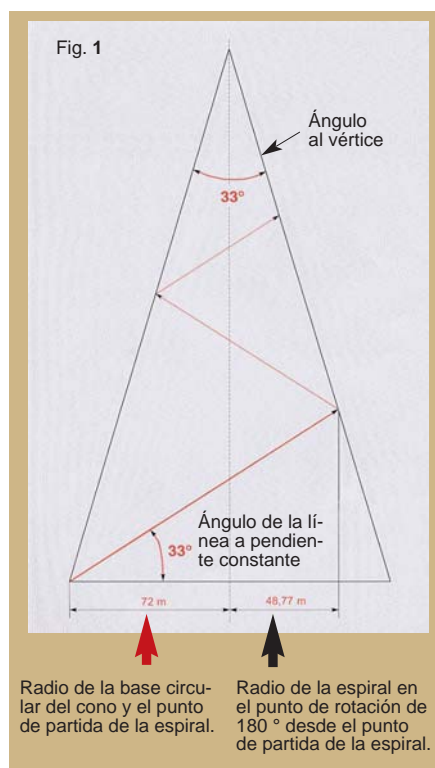 Fig. 1
Ángulo
al vértice
33°
Ángulo de la lí-
nea a pendien-
te constante
33°
72 m
48,77 m
Radio de la base circu-
lar del cono y el punto
de partida de la espiral.
Radio de la espiral en
el punto de rotación de
180 ° desde el punto
de partida de la espiral.